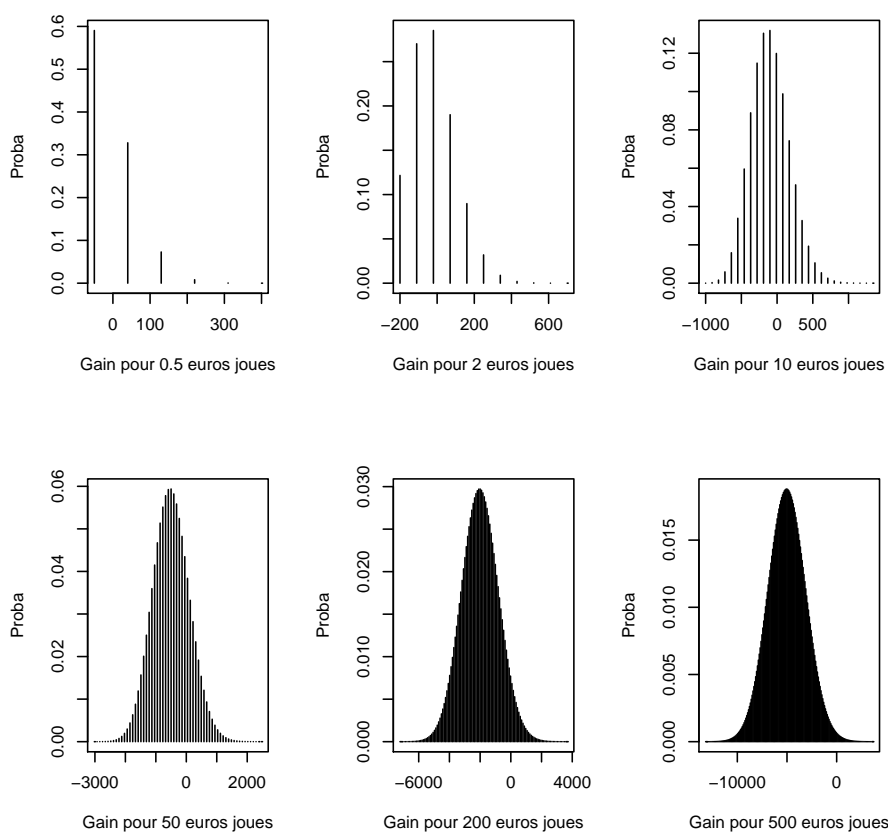 0.0 0.1 0.2 0.3 0.4 0.5 0.6
Proba
0 100 300
Gain pour 0.5 euros joues
0.00 0.10 0.20
Proba
−200 200 600
Gain pour 2 euros joues
0.00 0.04 0.08 0.12
Proba
−1000 0 500
Gain pour 10 euros joues
0.00 0.02 0.04 0.06
Proba
−3000 0 2000
Gain pour 50 euros joues
0.000 0.010 0.020 0.030
Proba
−6000 0 4000
Gain pour 200 euros joues
0.000 0.005 0.010 0.015
Proba
−10000 0
Gain pour 500 euros joues